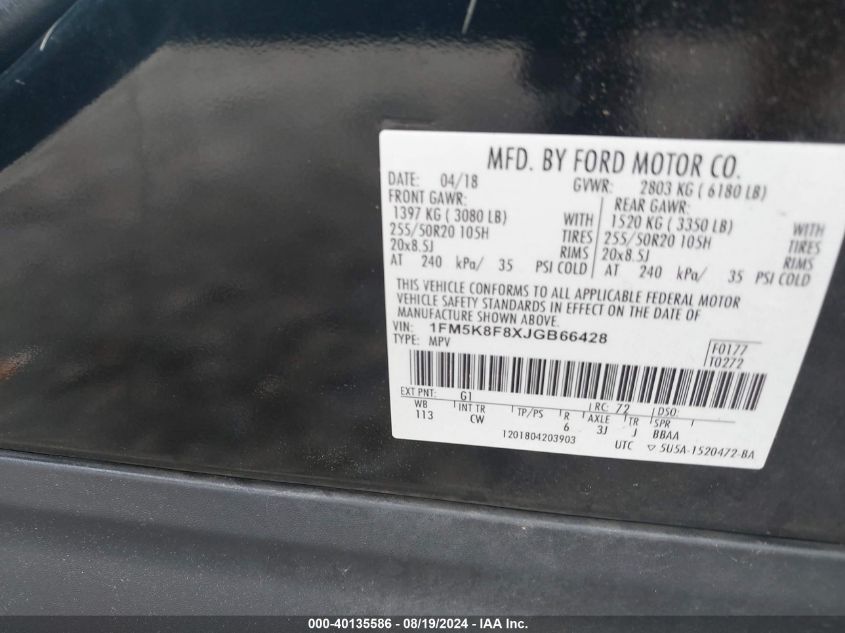 MFD. BY FORD MOTOR CO.
DATE: 04/18 GVWR: 2803 KG ( 6180 LB)
FRONT GAWR: REAR GAWR:
1397 KG ( 3080 LB) WITH 1520 KG ( 3350 LB) WITH
255/50R20 105H TIRES 255/50R20 105H TIRES
20x8.5J RIMS 20x8.5J RIMS
AT 240 kPa/ 35 PSI COLD AT 240 kPa/ 35 PSI COLD
THIS VEHICLE CONFORMS TO ALL APPLICABLE FEDERAL MOTOR
VEHICLE SAFETY STANDARDS IN EFFECT ON THE DATE OF
MANUFACTURE SHOWN ABOVE.
VIN: 1FM5K8F8XJGB66428
TYPE: MPV
F0177
T0272
EXT PNT: G1 RC: 72 DSO:
WB INT TR TP/PS R AXLE TR SPR
113 CW 6 3J J BBAA
1201804203903 UTC ▽ 5U5A-1520472-BA
000-40135586 - 08/19/2024 - IAA Inc.